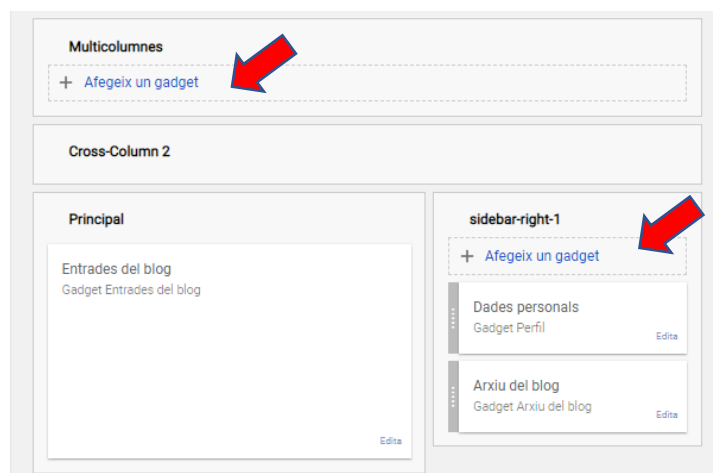 Multicolumnes
+ Afegeix un gadget
Cross-Column 2
Principal
Entrades del blog
Gadget Entrades del blog
Edita
sidebar-right-1
+ Afegeix un gadget
Dades personals
Gadget Perfil
Edita
Arxiu del blog
Gadget Arxiu del blog
Edita